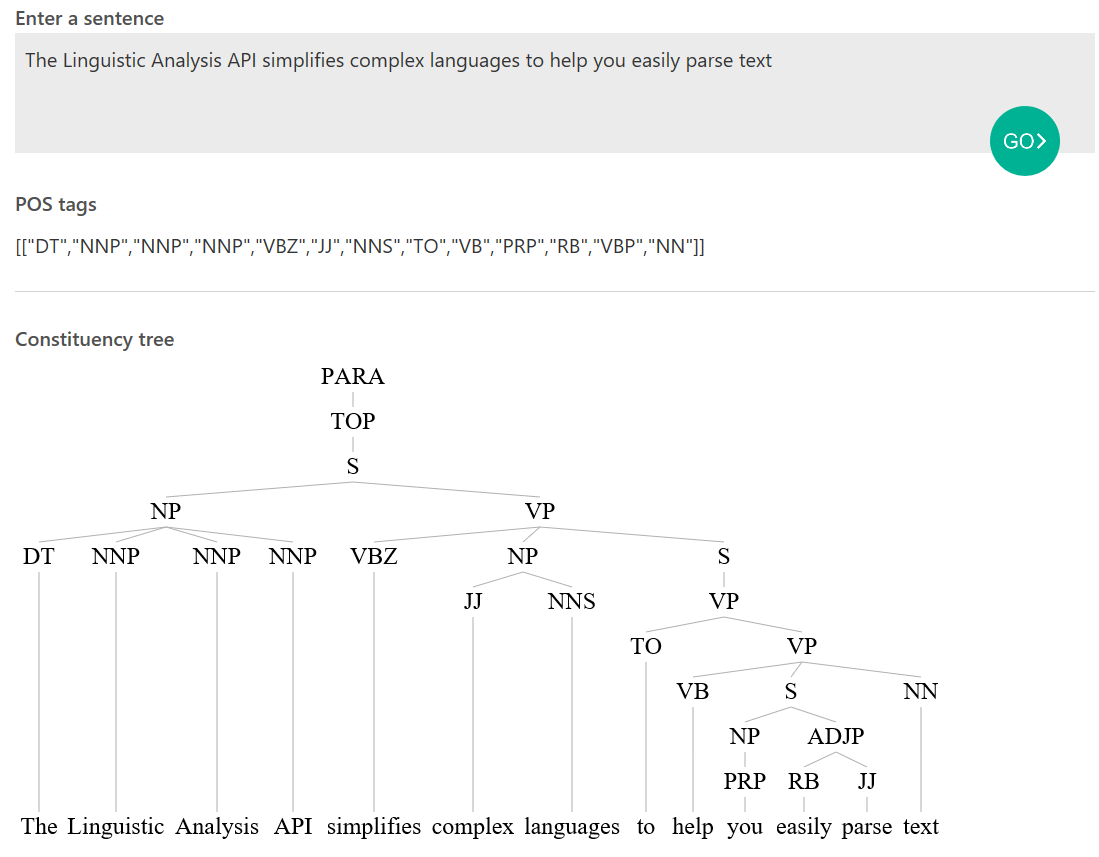 Enter a sentence
The Linguistic Analysis API simplifies complex languages to help you easily parse text
GO>
POS tags
[["DT","NNP","NNP","NNP","VBZ","JJ","NNS","TO","VB","PRP","RB","VBP","NN"]]
Constituency tree
PARA
TOP
S
NP VP
DT NNP NNP NNP VBZ NP S
JJ NNS VP
TO VP
VB S NN
NP ADJP
PRP RB JJ
The Linguistic Analysis API simplifies complex languages to help you easily parse text